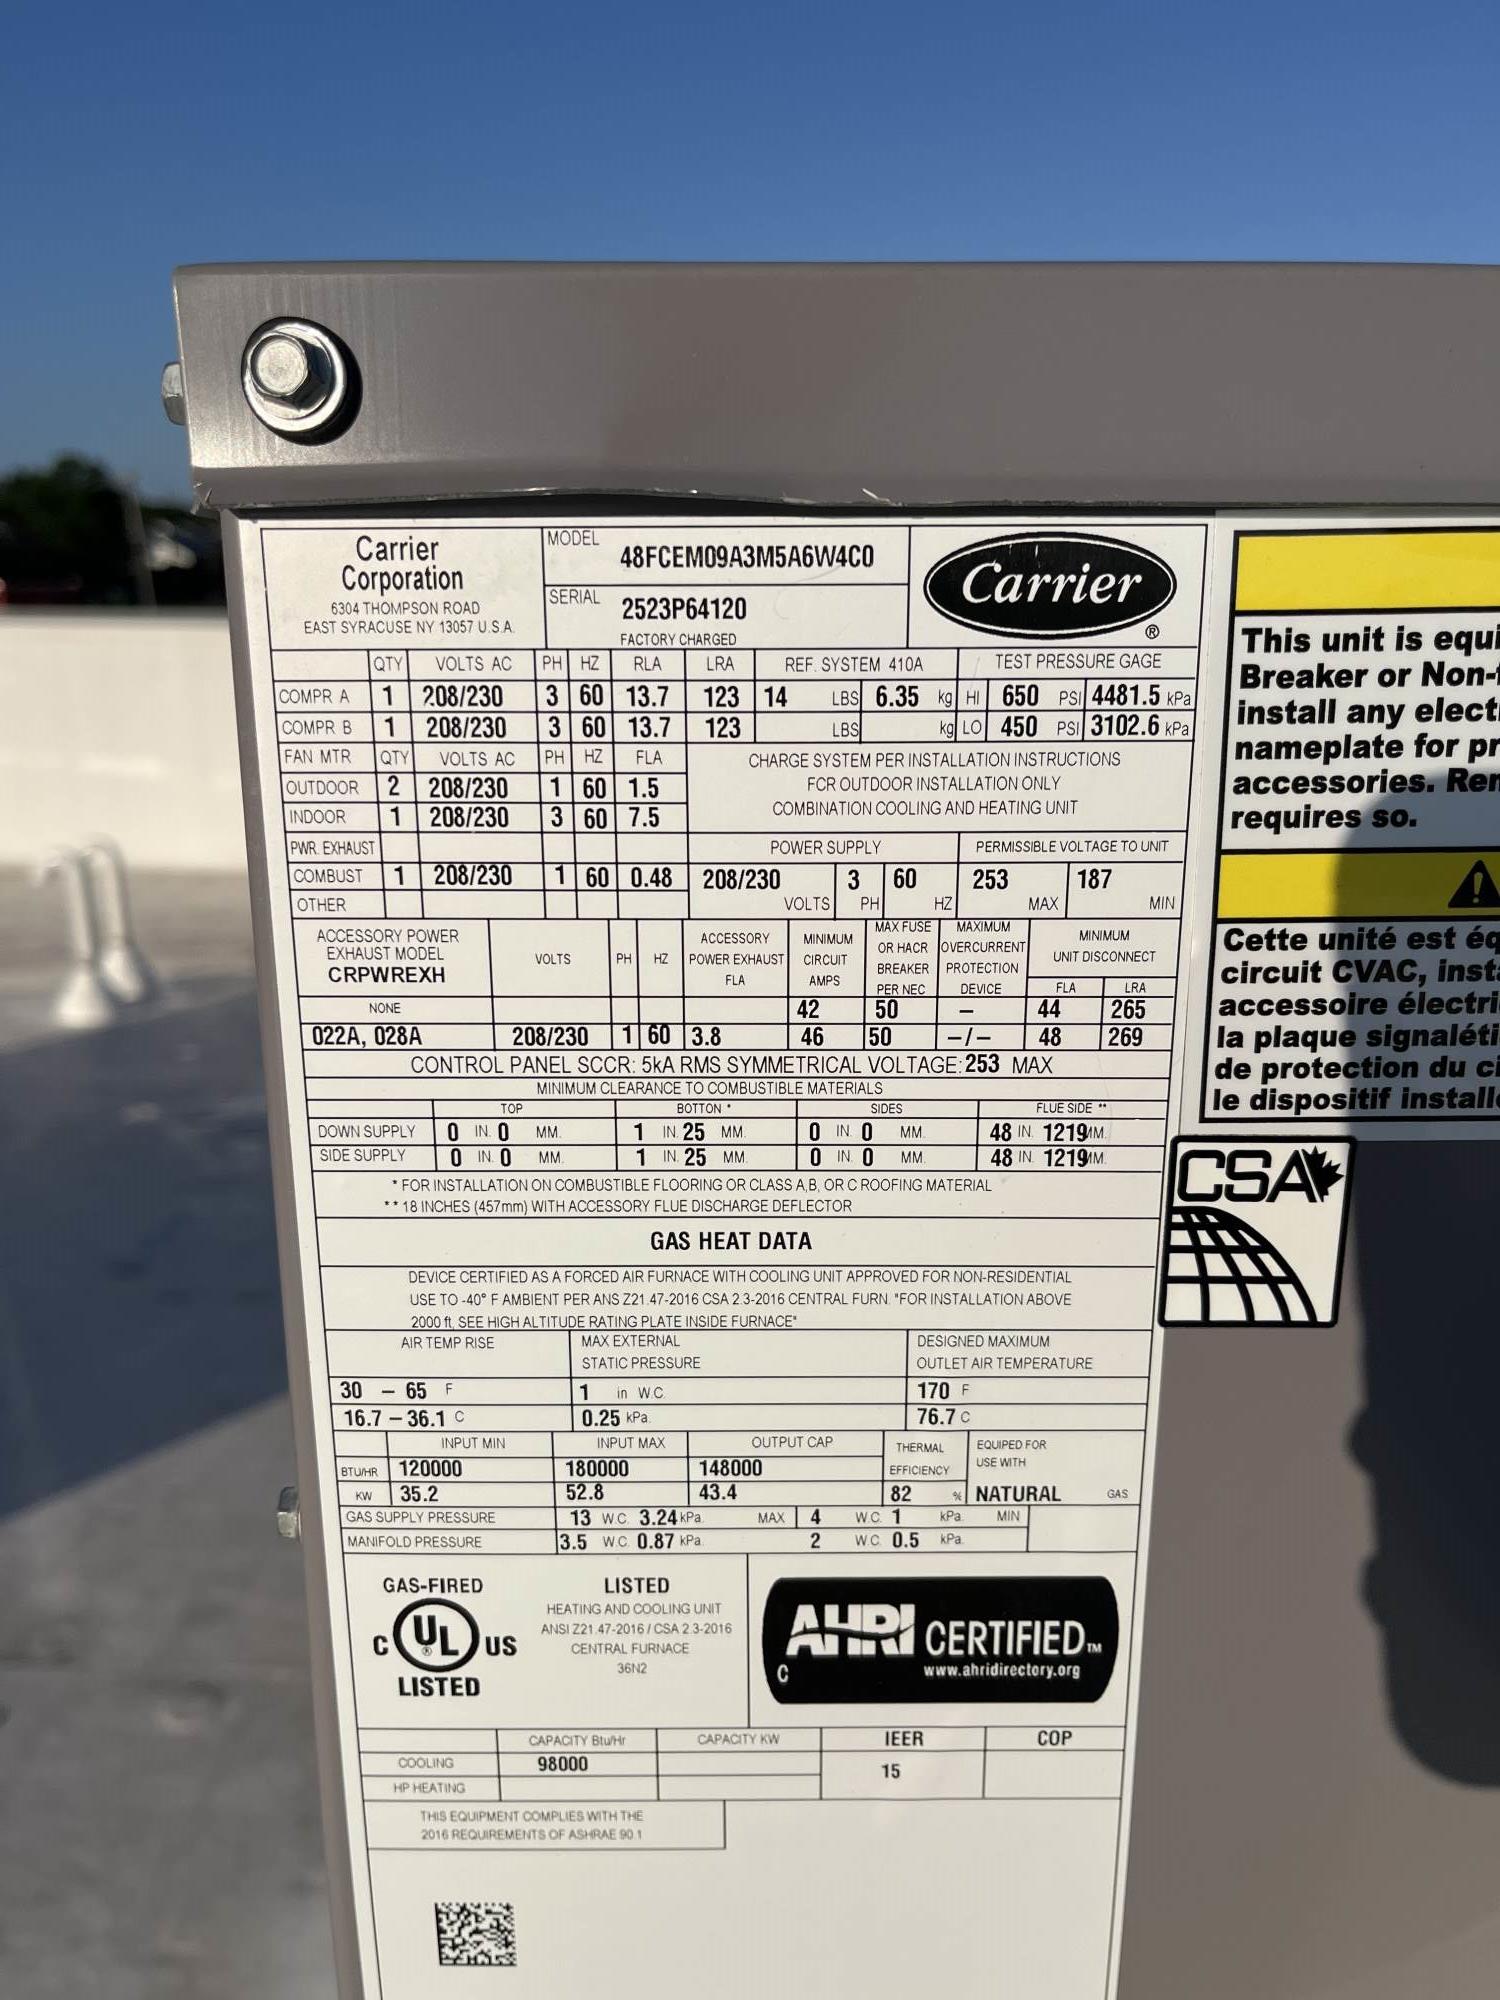 Carrier
Corporation
6304 THOMPSON ROAD
EAST SYRACUSE NY 13057 U.S.A.
MODEL
48FCEM09A3M5A6W4C0
SERIAL
2523P64120
FACTORY CHARGED
Carrier
®
QTY VOLTS AC PH HZ RLA LRA REF. SYSTEM 410A TEST PRESSURE GAGE
COMPR A 1 208/230 3 60 13.7 123 14 LBS 6.35 kg HI 650 PSI 4481.5 kPa
COMPR B 1 208/230 3 60 13.7 123 LBS kg LO 450 PSI 3102.6 kPa
FAN MTR QTY VOLTS AC PH HZ FLA
OUTDOOR 2 208/230 1 60 1.5
INDOOR 1 208/230 3 60 7.5
CHARGE SYSTEM PER INSTALLATION INSTRUCTIONS
FOR OUTDOOR INSTALLATION ONLY
COMBINATION COOLING AND HEATING UNIT
PWR. EXHAUST POWER SUPPLY PERMISSIBLE VOLTAGE TO UNIT
COMBUST 1 208/230 1 60 0.48 208/230 3 60 253 187
OTHER VOLTS PH HZ MAX MIN
ACCESSORY POWER
EXHAUST MODEL
CRPWREXH
VOLTS PH HZ
ACCESSORY
POWER EXHAUST
FLA
MINIMUM
CIRCUIT
AMPS
MAX FUSE
OR HACR
BREAKER
PER NEC
MAXIMUM
OVERCURRENT
PROTECTION
DEVICE
MINIMUM
UNIT DISCONNECT
FLA LRA
NONE 42 50 – 44 265
022A, 028A 208/230 1 60 3.8 46 50 –/– 48 269
CONTROL PANEL SCCR: 5kA RMS SYMMETRICAL VOLTAGE: 253 MAX
MINIMUM CLEARANCE TO COMBUSTIBLE MATERIALS
TOP BOTTON * SIDES FLUE SIDE **
DOWN SUPPLY 0 IN. 0 MM. 1 IN. 25 MM. 0 IN. 0 MM. 48 IN. 1219 MM.
SIDE SUPPLY 0 IN. 0 MM. 1 IN. 25 MM. 0 IN. 0 MM. 48 IN. 1219 MM.
* FOR INSTALLATION ON COMBUSTIBLE FLOORING OR CLASS A,B, OR C ROOFING MATERIAL
** 18 INCHES (457mm) WITH ACCESSORY FLUE DISCHARGE DEFLECTOR
GAS HEAT DATA
DEVICE CERTIFIED AS A FORCED AIR FURNACE WITH COOLING UNIT APPROVED FOR NON-RESIDENTIAL
USE TO -40° F AMBIENT PER ANS Z21.47-2016 CSA 2.3-2016 CENTRAL FURN. "FOR INSTALLATION ABOVE
2000 ft, SEE HIGH ALTITUDE RATING PLATE INSIDE FURNACE"
AIR TEMP RISE
MAX EXTERNAL
STATIC PRESSURE
DESIGNED MAXIMUM
OUTLET AIR TEMPERATURE
30 – 65 F 1 in W.C. 170 F
16.7 – 36.1 C 0.25 kPa. 76.7 C
INPUT MIN INPUT MAX OUTPUT CAP
THERMAL
EFFICIENCY
EQUIPED FOR
USE WITH
BTU/HR 120000 180000 148000
KW 35.2 52.8 43.4 82 % NATURAL GAS
GAS SUPPLY PRESSURE 13 W.C. 3.24 kPa. MAX 4 W.C. 1 kPa. MIN
MANIFOLD PRESSURE 3.5 W.C. 0.87 kPa. 2 W.C. 0.5 kPa.
GAS-FIRED
C UL ® US
LISTED
LISTED
HEATING AND COOLING UNIT
ANSI Z21.47-2016 / CSA 2.3-2016
CENTRAL FURNACE
36N2
AHRI CERTIFIED TM
C www.ahridirectory.org
CAPACITY Btu/Hr CAPACITY KW IEER COP
COOLING 98000 15
HP HEATING
THIS EQUIPMENT COMPLIES WITH THE
2016 REQUIREMENTS OF ASHRAE 90.1
This unit is equi
Breaker or Non-f
install any elect
nameplate for pr
accessories. Rem
requires so.
Cette unité est éq
circuit CVAC, inst
accessoire électri
la plaque signaléti
de protection du ci
le dispositif installé
CSA